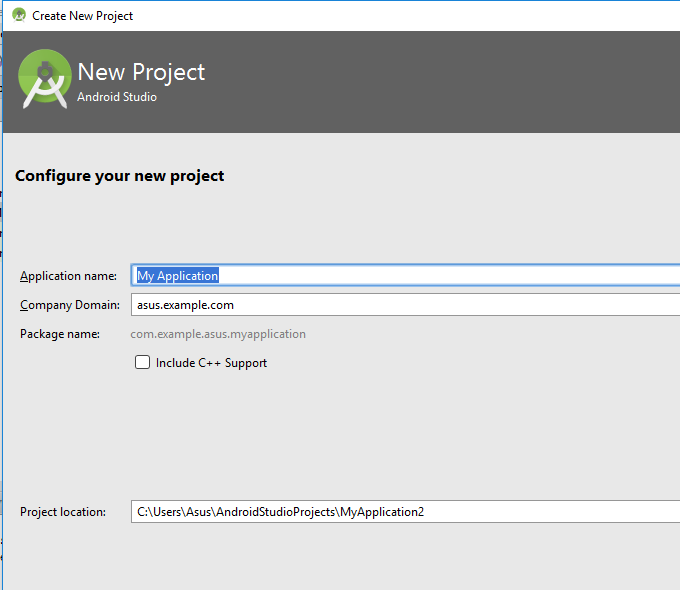 Create New Project
New Project
Android Studio
Configure your new project
Application name: My Application
Company Domain: asus.example.com
Package name: com.example.asus.myapplication
Include C++ Support
Project location: C:\Users\Asus\AndroidStudioProjects\MyApplication2